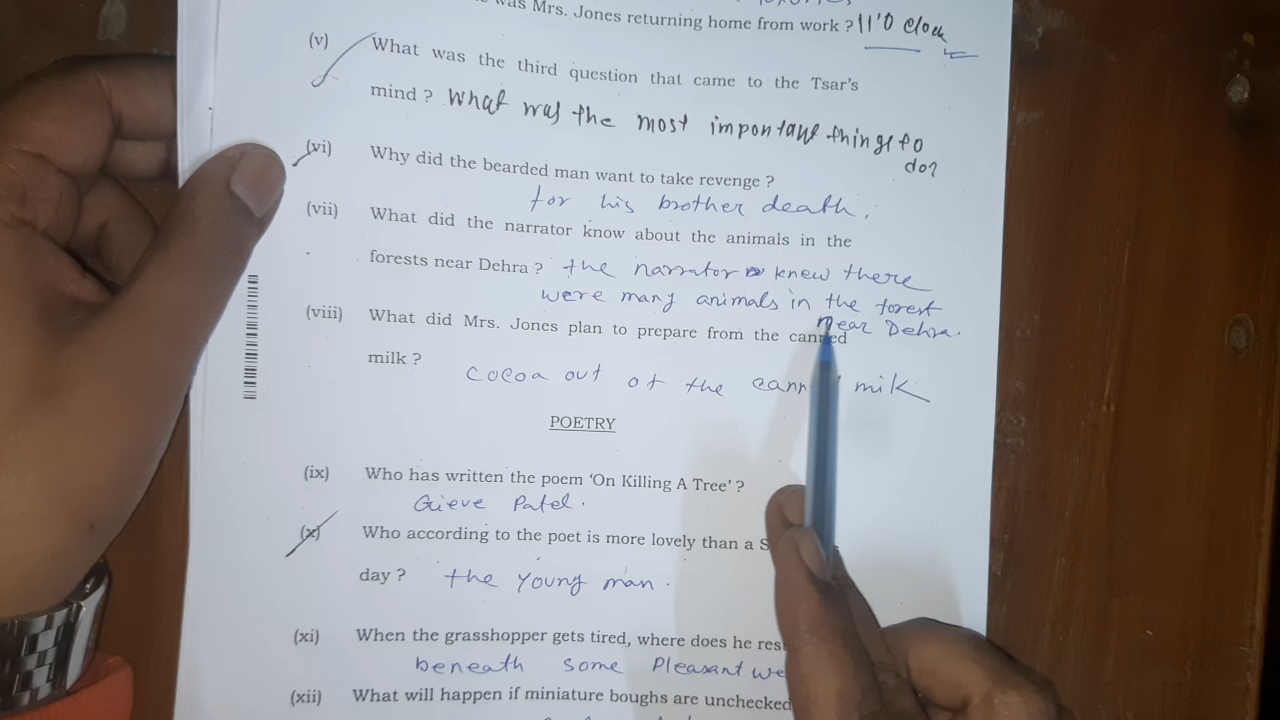 was Mrs. Jones returning home from work ? 11'0 clock
(v) What was the third question that came to the Tsar's
mind ? what was the most important things to
do?
(vi) Why did the bearded man want to take revenge ?
for his brother death.
(vii) What did the narrator know about the animals in the
forests near Dehra ? the narrator knew there
were many animals in the forest
near Dehra.
(viii) What did Mrs. Jones plan to prepare from the canned
milk ?
cocoa out of the cann milk
POETRY
(ix) Who has written the poem 'On Killing A Tree' ?
Gieve Patel.
(x) Who according to the poet is more lovely than a
day ? the young man.
(xi) When the grasshopper gets tired, where does he rest
beneath some Pleasant we
(xii) What will happen if miniature boughs are unchecked